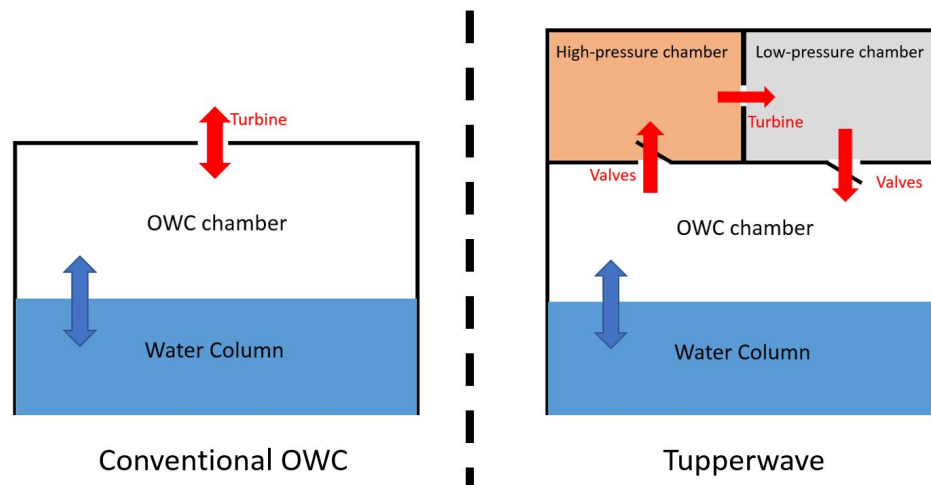 Turbine
OWC chamber
Water Column
Conventional OWC
High-pressure chamber
Low-pressure chamber
Turbine
Valves
Valves
OWC chamber
Water Column
Tupperwave